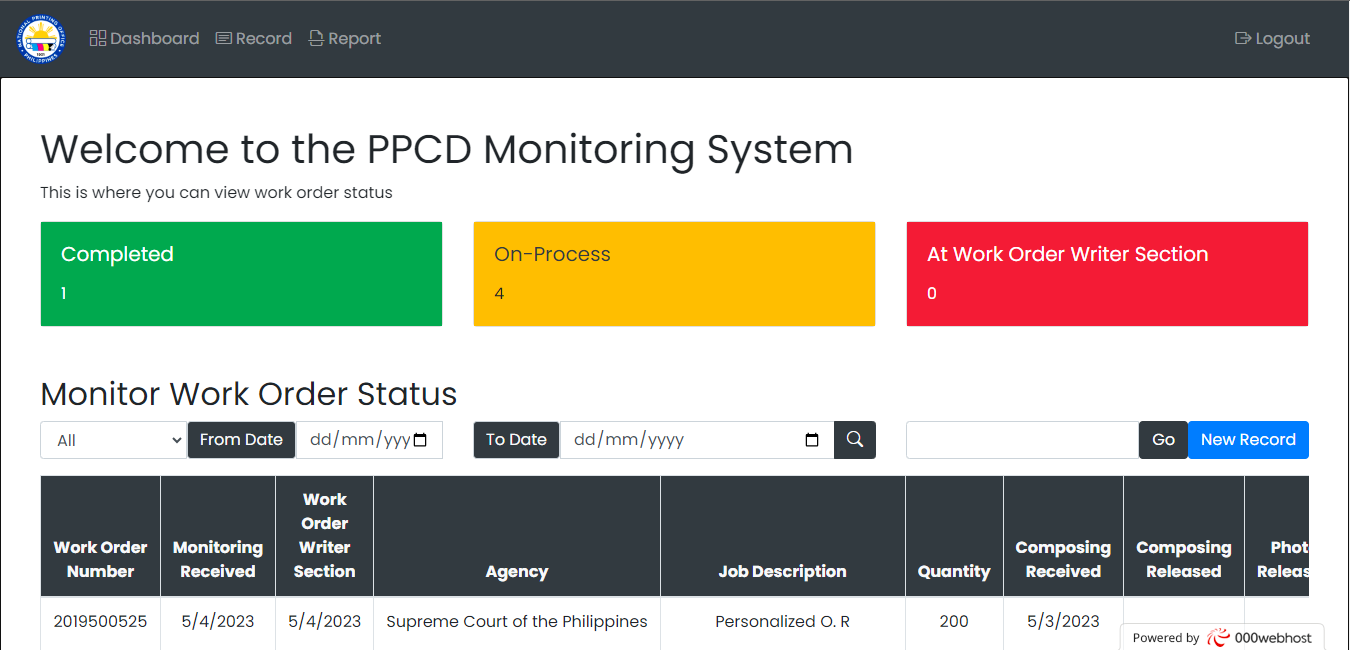 NATIONAL PRINTING OFFICE
PHILIPPINES
Dashboard Record Report Logout
Welcome to the PPCD Monitoring System
This is where you can view work order status
Completed
1
On-Process
4
At Work Order Writer Section
0
Monitor Work Order Status
All From Date dd/mm/yyy To Date dd/mm/yyyy Go New Record
Work Order
Number
Monitoring
Received
Work
Order
Writer
Section
Agency
Job Description
Quantity
Composing
Received
Composing
Released
Phot
Releas
2019500525 5/4/2023 5/4/2023 Supreme Court of the Philippines Personalized O. R 200 5/3/2023
Powered by 000webhost